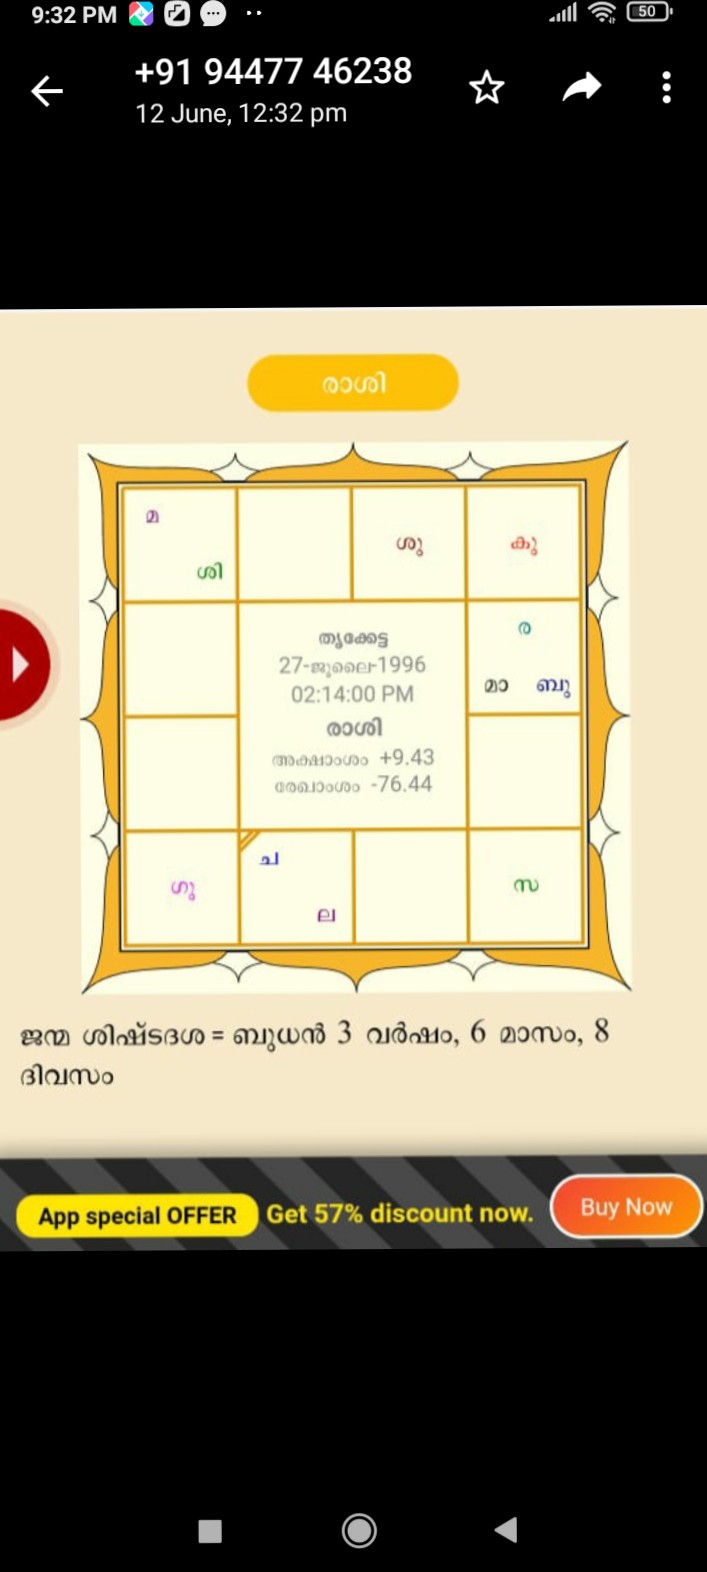 9:32 PM
50
+91 94477 46238
12 June, 12:32 pm
രാശി
മ
ശി
ശു
കു
ര
മാ ബു
തൃക്കേട്ട
27-ജൂലൈ-1996
02:14:00 PM
രാശി
അക്ഷാംശം +9.43
രേഖാംശം -76.44
ഗു
ച
ല
സ
ജന്മ ശിഷ്ടദശ = ബുധൻ 3 വർഷം, 6 മാസം, 8
ദിവസം
App special OFFER Get 57% discount now. Buy Now